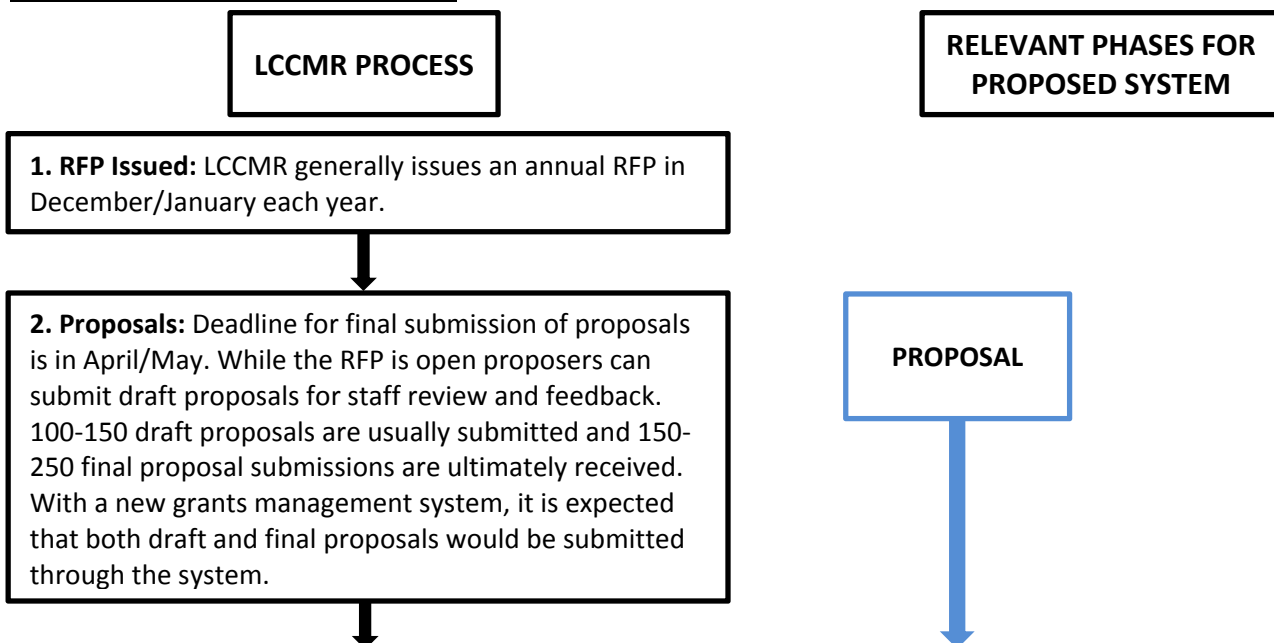 LCCMR PROCESS
RELEVANT PHASES FOR
PROPOSED SYSTEM
1. RFP Issued: LCCMR generally issues an annual RFP in
December/January each year.
2. Proposals: Deadline for final submission of proposals
is in April/May. While the RFP is open proposers can
submit draft proposals for staff review and feedback.
100-150 draft proposals are usually submitted and 150-
250 final proposal submissions are ultimately received.
With a new grants management system, it is expected
that both draft and final proposals would be submitted
through the system.
PROPOSAL